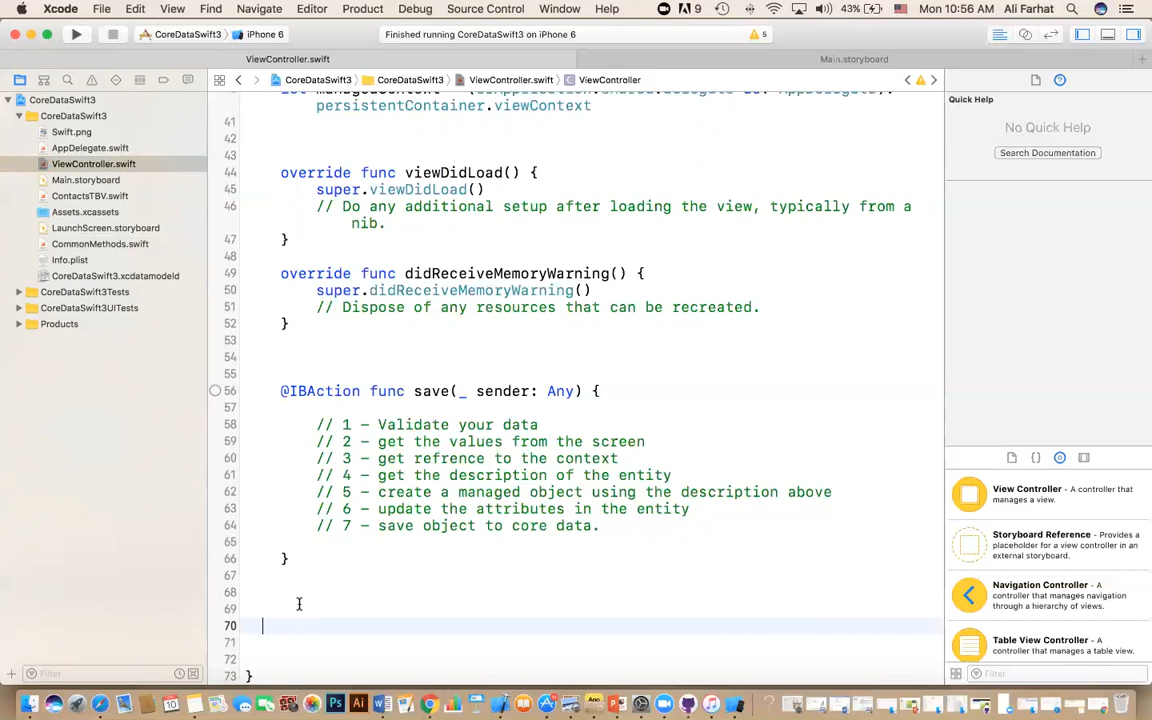 Xcode File Edit View Find Navigate Editor Product Debug Source Control Window Help 9 43% Mon 10:56 AM Ali Farhat
CoreDataSwift3 iPhone 6 Finished running CoreDataSwift3 on iPhone 6 5
ViewController.swift Main.storyboard
CoreDataSwift3 CoreDataSwift3 ViewController.swift ViewController
CoreDataSwift3
CoreDataSwift3
Swift.png
AppDelegate.swift
ViewController.swift
Main.storyboard
ContactsTBV.swift
Assets.xcassets
LaunchScreen.storyboard
CommonMethods.swift
Info.plist
CoreDataSwift3.xcdatamodeld
CoreDataSwift3Tests
CoreDataSwift3UITests
Products
Filter
persistentContainer.viewContext
41
42
43
44 override func viewDidLoad() {
45 super.viewDidLoad()
46 // Do any additional setup after loading the view, typically from a
nib.
47 }
48
49 override func didReceiveMemoryWarning() {
50 super.didReceiveMemoryWarning()
51 // Dispose of any resources that can be recreated.
52 }
53
54
55
56 @IBAction func save(_ sender: Any) {
57
58 // 1 - Validate your data
59 // 2 - get the values from the screen
60 // 3 - get refrence to the context
61 // 4 - get the description of the entity
62 // 5 - create a managed object using the description above
63 // 6 - update the attributes in the entity
64 // 7 - save object to core data.
65
66 }
67
68
69
70
71
72
73 }
Quick Help
No Quick Help
Search Documentation
View Controller - A controller that
manages a view.
Storyboard Reference - Provides a
placeholder for a view controller in an
external storyboard.
Navigation Controller - A
controller that manages navigation
through a hierarchy of views.
Table View Controller - A
controller that manages a table view.
Filter